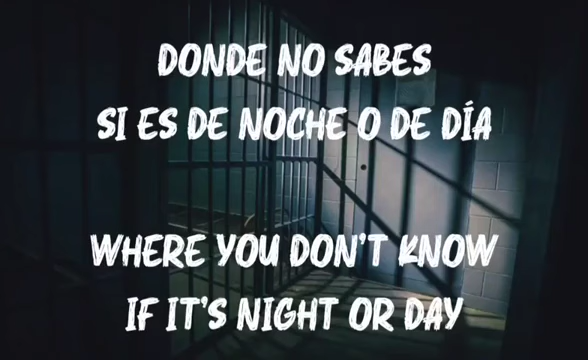 DONDE NO SABES
SI ES DE NOCHE O DE DÍA
WHERE YOU DON'T KNOW
IF IT'S NIGHT OR DAY